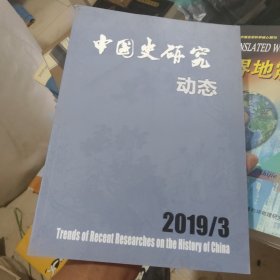 中国史研究
动态
2019/3
Trends of Recent Researches on the History of China
NSLATED W
界地